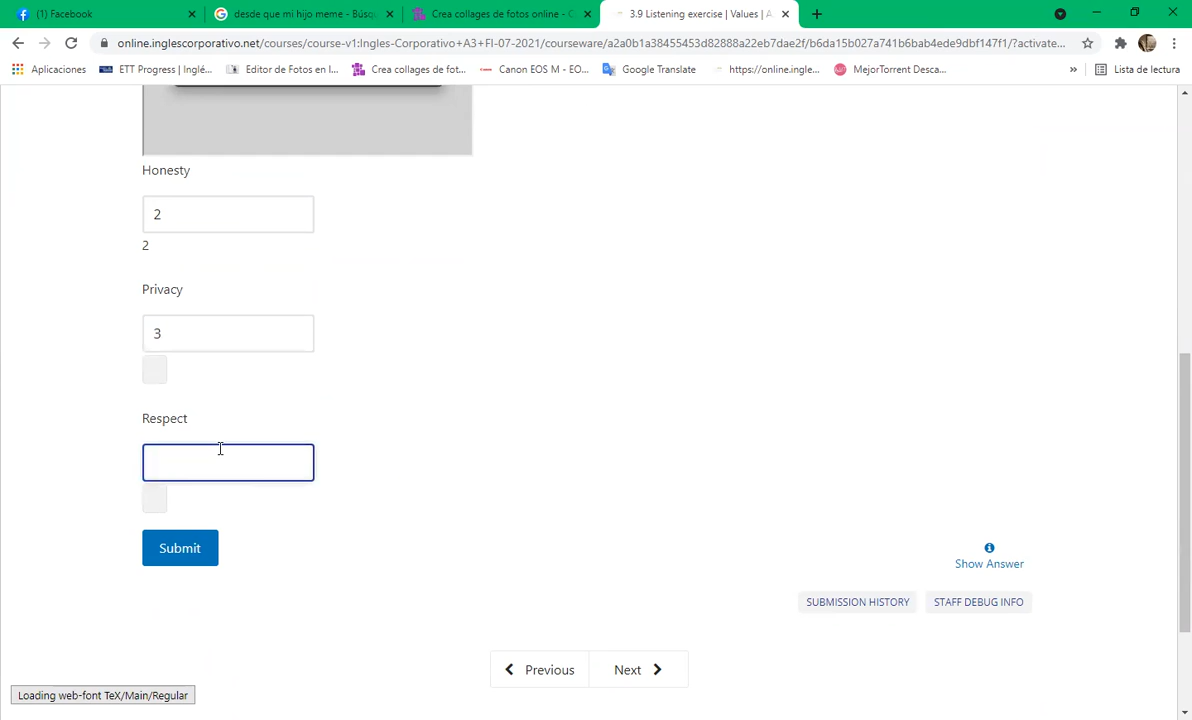 (1) Facebook
desde que mi hijo meme - Búsq
Crea collages de fotos online - C
3.9 Listening exercise | Values | A
online.inglescorporativo.net/courses/course-v1:Ingles-Corporativo+A3+FI-07-2021/courseware/a2a0b1a38455453d82888a22eb7dae2f/b6da15b027a741b6bab4ede9dbf147f1/?activate...
Aplicaciones
ETT Progress | Inglé...
Editor de Fotos en l...
Crea collages de fot...
Canon EOS M - EO...
Google Translate
https://online.ingle...
MejorTorrent Desca...
»
Lista de lectura
Honesty
2
2
Privacy
3
Respect
Submit
Show Answer
SUBMISSION HISTORY
STAFF DEBUG INFO
Previous
Next
Loading web-font TeX/Main/Regular